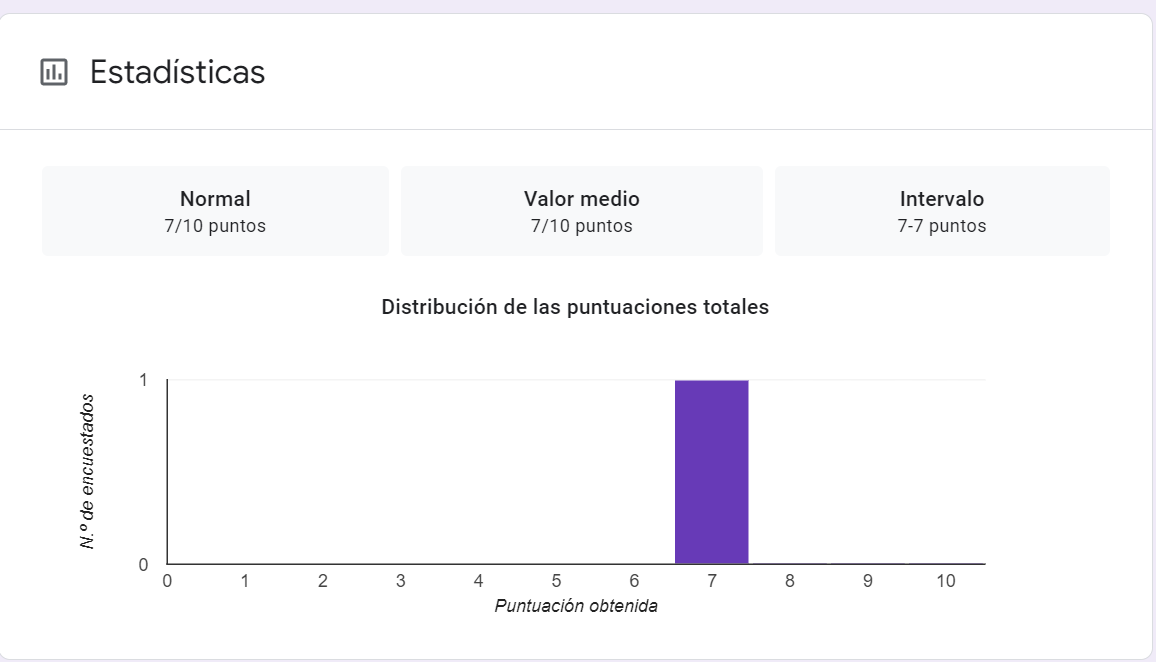 Estadísticas
Normal
7/10 puntos
Valor medio
7/10 puntos
Intervalo
7-7 puntos
Distribución de las puntuaciones totales
N.º de encuestados
1
0
0 1 2 3 4 5 6 7 8 9 10
Puntuación obtenida